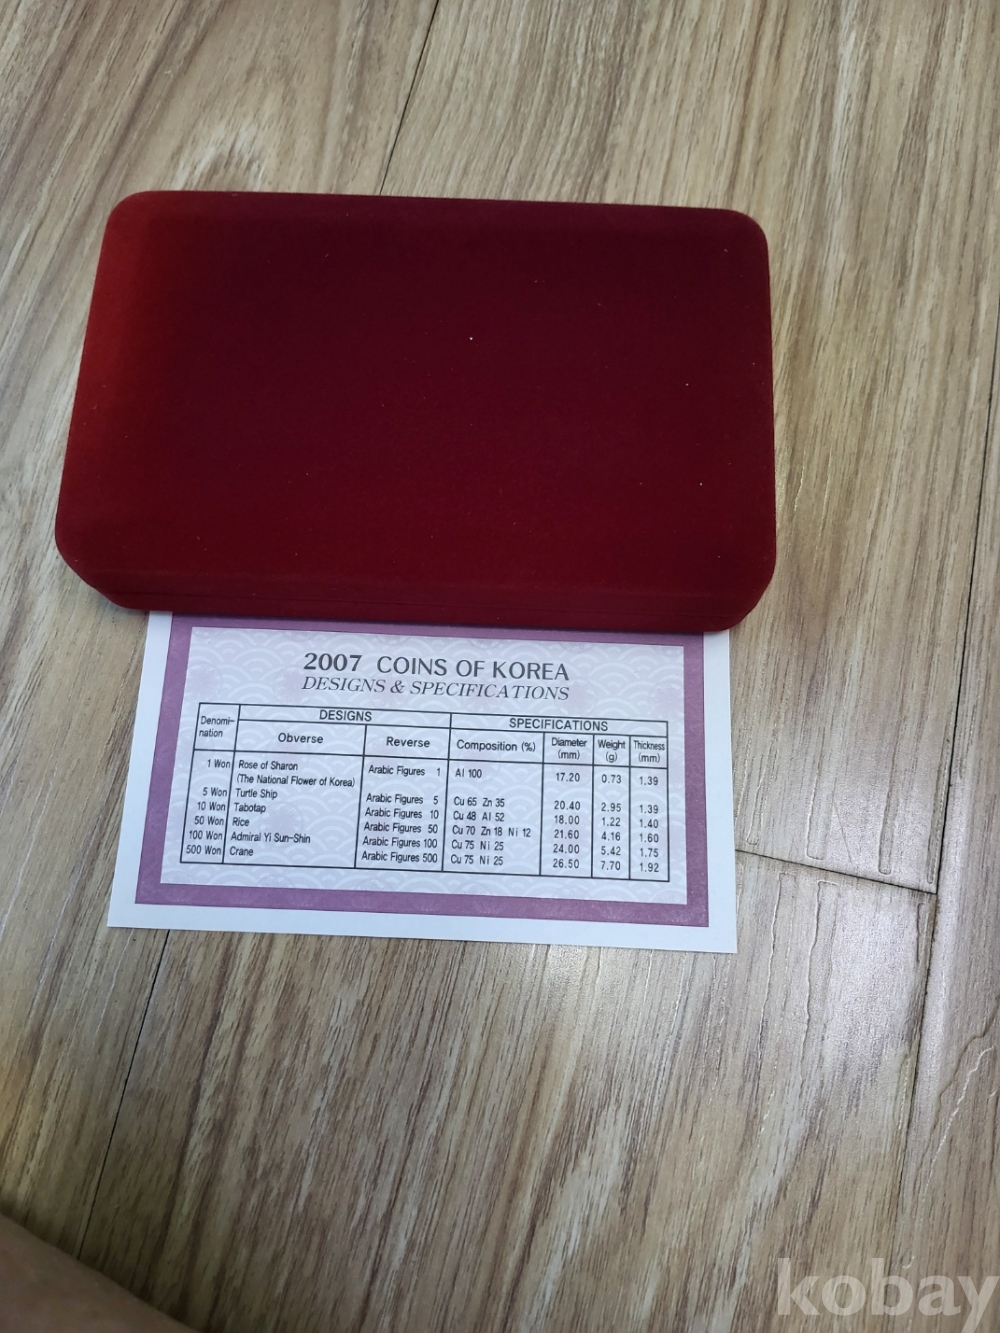 2007 COINS OF KOREA
DESIGNS & SPECIFICATIONS
Denomi-nation DESIGNS SPECIFICATIONS
Obverse Reverse Composition (%) Diameter (mm) Weight (g) Thickness (mm)
1 Won Rose of Sharon (The National Flower of Korea) Arabic Figures 1 Al 100 17.20 0.73 1.39
5 Won Turtle Ship Arabic Figures 5 Cu 65 Zn 35 20.40 2.95 1.39
10 Won Tabotap Arabic Figures 10 Cu 48 Al 52 18.00 1.22 1.40
50 Won Rice Arabic Figures 50 Cu 70 Zn 18 Ni 12 21.60 4.16 1.60
100 Won Admiral Yi Sun-Shin Arabic Figures 100 Cu 75 Ni 25 24.00 5.42 1.75
500 Won Crane Arabic Figures 500 Cu 75 Ni 25 26.50 7.70 1.92
kobay